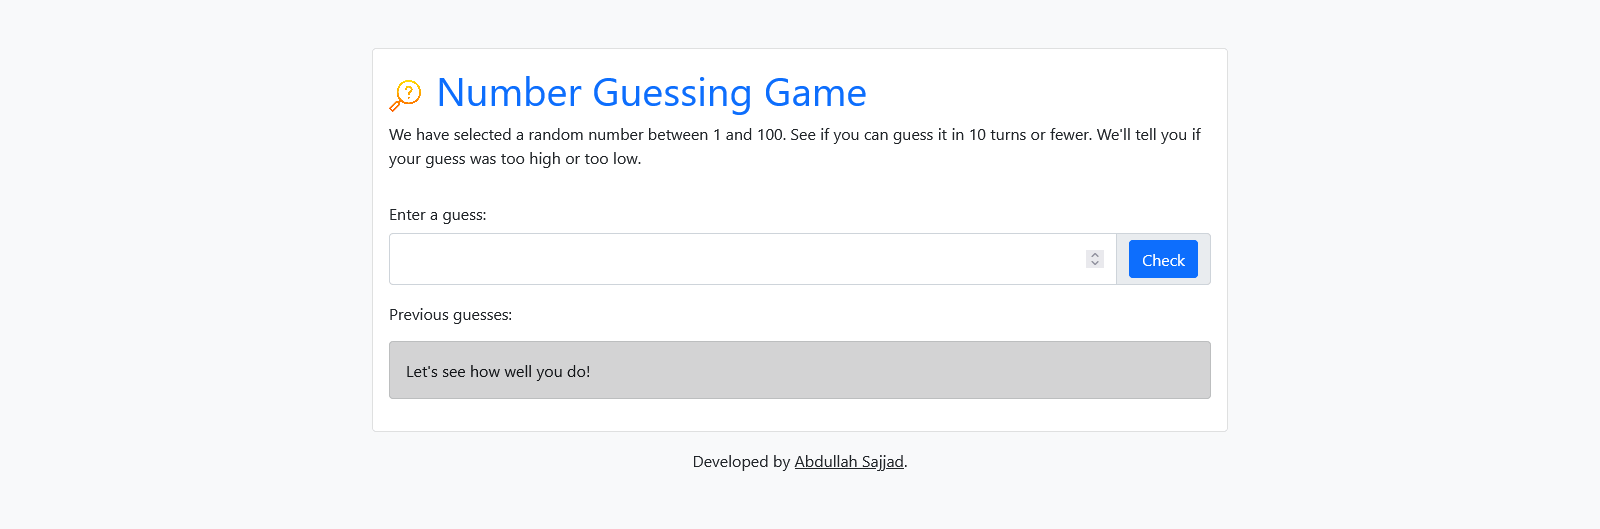 Number Guessing Game
We have selected a random number between 1 and 100. See if you can guess it in 10 turns or fewer. We'll tell you if
your guess was too high or too low.
Enter a guess:
Check
Previous guesses:
Let's see how well you do!
Developed by Abdullah Sajjad.